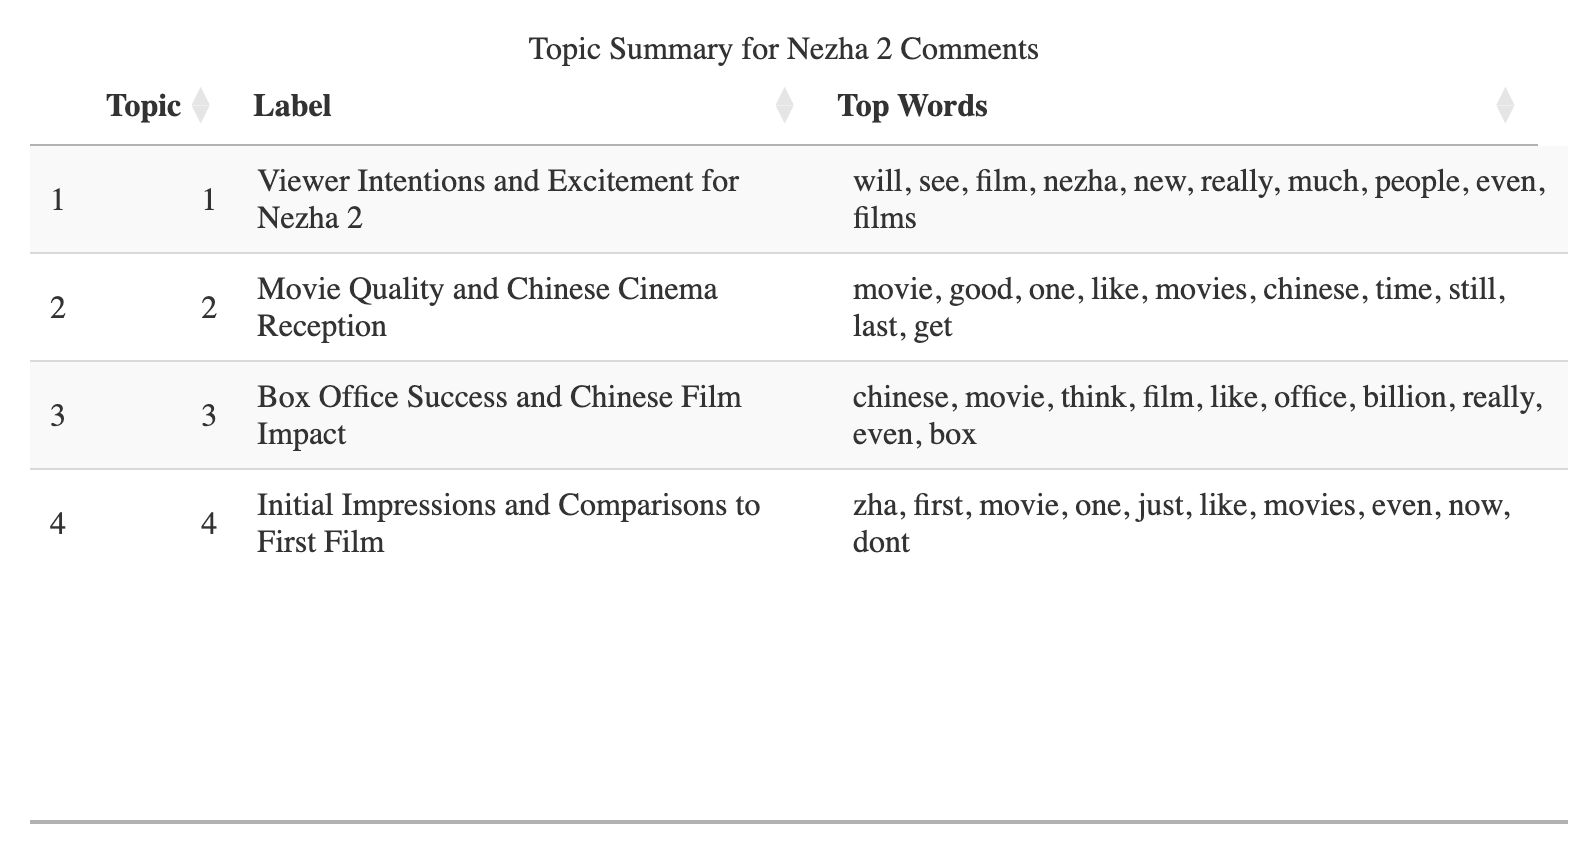 Topic Summary for Nezha 2 Comments
Topic Label Top Words
1 1 Viewer Intentions and Excitement for Nezha 2 will, see, film, nezha, new, really, much, people, even, films
2 2 Movie Quality and Chinese Cinema Reception movie, good, one, like, movies, chinese, time, still, last, get
3 3 Box Office Success and Chinese Film Impact chinese, movie, think, film, like, office, billion, really, even, box
4 4 Initial Impressions and Comparisons to First Film zha, first, movie, one, just, like, movies, even, now, dont